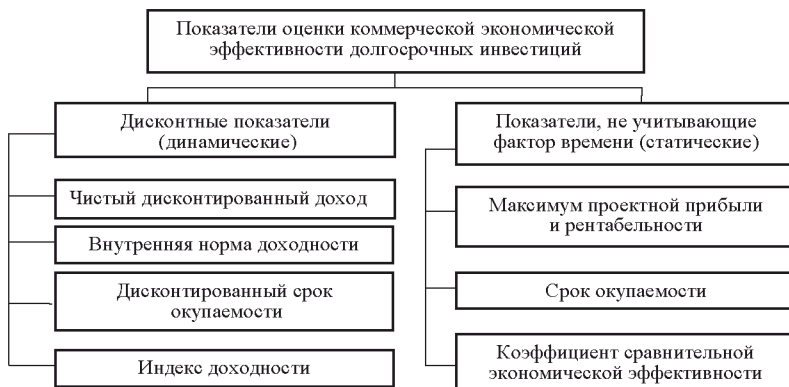 Показатели оценки коммерческой экономической
эффективности долгосрочных инвестиций
Дисконтные показатели
(динамические)
Чистый дисконтированный доход
Внутренняя норма доходности
Дисконтированный срок
окупаемости
Индекс доходности
Показатели, не учитывающие
фактор времени (статические)
Максимум проектной прибыли
и рентабельности
Срок окупаемости
Коэффициент сравнительной
экономической эффективности